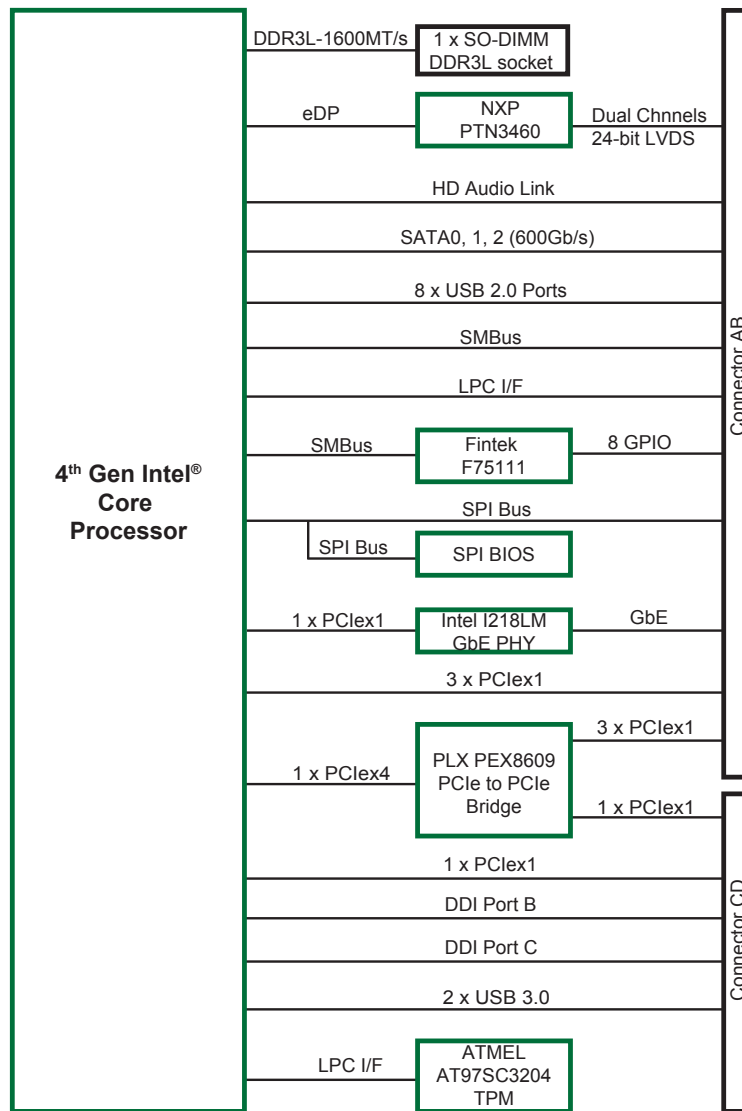 DDR3L-1600MT/s
1 x SO-DIMM
DDR3L socket
eDP
NXP
PTN3460
Dual Chnnels
24-bit LVDS
HD Audio Link
SATA0, 1, 2 (600Gb/s)
8 x USB 2.0 Ports
SMBus
LPC I/F
Connector AB
4th Gen Intel®
Core
Processor
SMBus
Fintek
F75111
8 GPIO
SPI Bus
SPI Bus
SPI BIOS
1 x PCIex1
Intel I218LM
GbE PHY
GbE
3 x PCIex1
3 x PCIex1
1 x PCIex4
PLX PEX8609
PCIe to PCIe
Bridge
1 x PCIex1
1 x PCIex1
DDI Port B
DDI Port C
Connector CD
2 x USB 3.0
LPC I/F
ATMEL
AT97SC3204
TPM